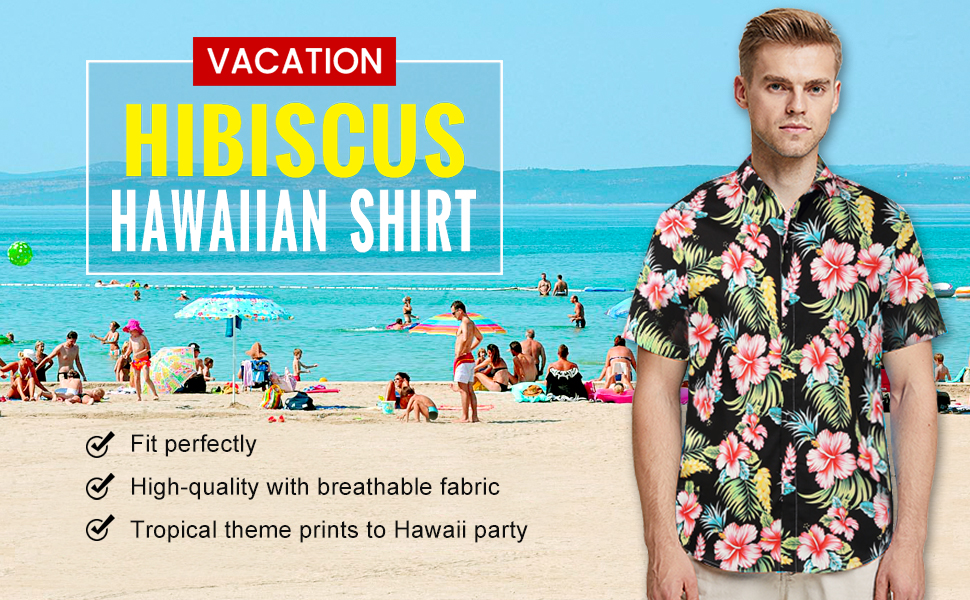 VACATION
HIBISCUS
HAWAIIAN SHIRT
Fit perfectly
High-quality with breathable fabric
Tropical theme prints to Hawaii party